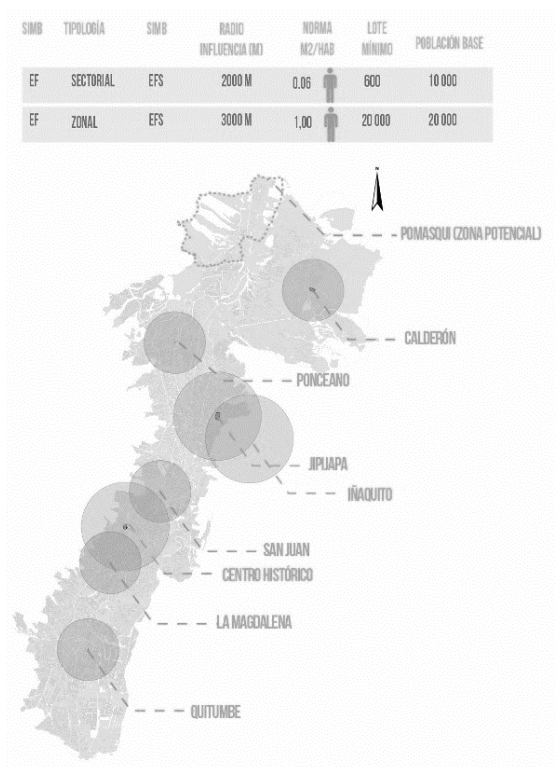 SIMB TIPOLOGÍA SIMB RADIO INFLUENCIA (M) NORMA M2/HAB LOTE MÍNIMO POBLACIÓN BASE
EF SECTORIAL EFS 2000 M 0.06 600 10 000
EF ZONAL EFS 3000 M 1,00 20 000 20 000
N
POMASQUI (ZONA POTENCIAL)
CALDERÓN
PONCEANO
JIPIJAPA
IÑAQUITO
SAN JUAN
CENTRO HISTÓRICO
LA MAGDALENA
QUITUMBE